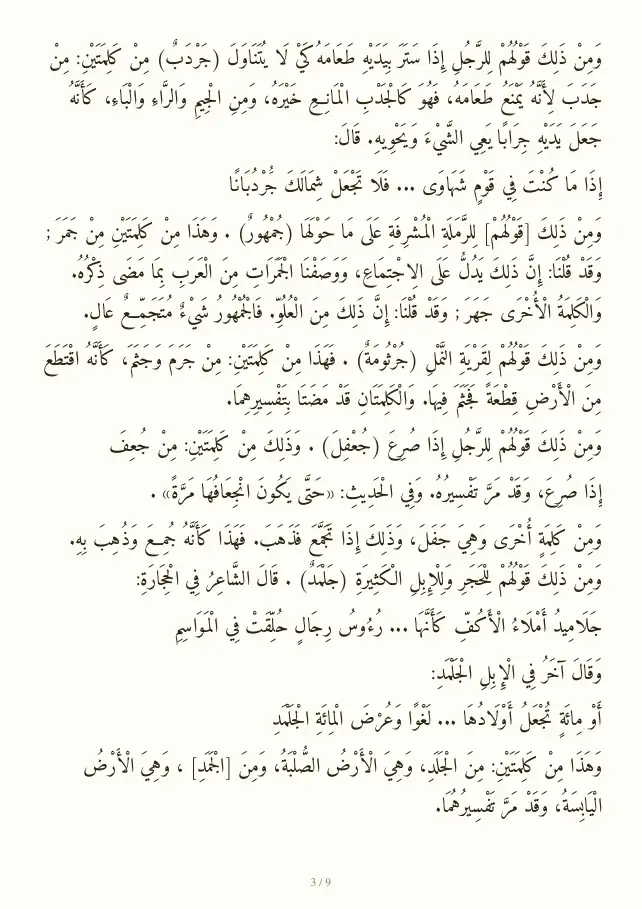 وَمِنْ ذَلِكَ قَوْلُهُمْ لِلرَّجُلِ إِذَا سَتَرَ بِيَدَيْهِ طَعَامَهُ كَيْ لَا يُتَنَاوَلَ (جَرْدَبٌ) مِنْ كَلِمَتَيْنِ: مِنْ
جَدَبَ لِأَنَّهُ يَمْنَعُ طَعَامَهُ، فَهُوَ كَالْجَدْبِ الْمَانِعِ خَيْرَهُ، وَمِنِ الْجِيمِ وَالرَّاءِ وَالْبَاءِ، كَأَنَّهُ
جَعَلَ يَدَيْهِ جِرَابًا يَعِي الشَّيْءَ وَيَحْوِيهِ. قَالَ:
إِذَا مَا كُنْتَ فِي قَوْمٍ شَهَاوَى ... فَلَا تَجْعَلْ شِمَالَكَ جَُرْدُبَانًا
وَمِنْ ذَلِكَ [قَوْلُهُمْ] لِلرَّمَلَةِ الْمُشْرِفَةِ عَلَى مَا حَوْلَهَا (جُمْهُورٌ) . وَهَذَا مِنْ كَلِمَتَيْنِ مِنْ جَمَرَ ;
وَقَدْ قُلْنَا: إِنَّ ذَلِكَ يَدُلُّ عَلَى الِاجْتِمَاعِ، وَوَصَفْنَا الْجَمَرَاتِ مِنَ الْعَرَبِ بِمَا مَضَى ذِكْرُهُ.
وَالْكَلِمَةُ الْأُخْرَى جَهَرَ ; وَقَدْ قُلْنَا: إِنَّ ذَلِكَ مِنَ الْعُلُوِّ. فَالْجُمْهُورُ شَيْءٌ مُتَجَمِّعٌ عَالٍ.
وَمِنْ ذَلِكَ قَوْلُهُمْ لِقَرْيَةِ النَّمْلِ (جُرْثُومَةٌ) . فَهَذَا مِنْ كَلِمَتَيْنِ: مِنْ جَرَمَ وَجَثَمَ، كَأَنَّهُ اقْتَطَعَ
مِنَ الْأَرْضِ قِطْعَةً فَجَثَمَ فِيهَا. وَالْكَلِمَتَانِ قَدْ مَضَتَا بِتَفْسِيرِهِمَا.
وَمِنْ ذَلِكَ قَوْلُهُمْ لِلرَّجُلِ إِذَا صُرِعَ (جُعْفِلَ) . وَذَلِكَ مِنْ كَلِمَتَيْنِ: مِنْ جُعِفَ
إِذَا صُرِعَ، وَقَدْ مَرَّ تَفْسِيرُهُ. وَفِي الْحَدِيثِ: «حَتَّى يَكُونَ انْجِعَافُهَا مَرَّةً» .
وَمِنْ كَلِمَةٍ أُخْرَى وَهِيَ جَفَلَ، وَذَلِكَ إِذَا تَجَمَّعَ فَذَهَبَ. فَهَذَا كَأَنَّهُ جُمِعَ وَذُهِبَ بِهِ.
وَمِنْ ذَلِكَ قَوْلُهُمْ لِلْحَجَرِ وَلِلْإِبِلِ الْكَثِيرَةِ (جَلْمَدٌ) . قَالَ الشَّاعِرُ فِي الْحِجَارَةِ:
جَلَامِيدُ أَمْلَاءُ الْأَكُفِّ كَأَنَّهَا ... رُءُوسُ رِجَالٍ حُلِّقَتْ فِي الْمَوَاسِمِ
وَقَالَ آخَرُ فِي الْإِبِلِ الْجَلْمَدِ:
أَوْ مِائَةٍ تُجْعَلُ أَوْلَادُهَا ... لَغْوًا وَعُرْضَ الْمِائَةِ الْجَلْمَدِ
وَهَذَا مِنْ كَلِمَتَيْنِ: مِنَ الْجَلَدِ، وَهِيَ الْأَرْضُ الصُّلْبَةُ، وَمِنَ [الْجَمَدِ] ، وَهِيَ الْأَرْضُ
الْيَابِسَةُ، وَقَدْ مَرَّ تَفْسِيرُهُمَا.
3 / 9